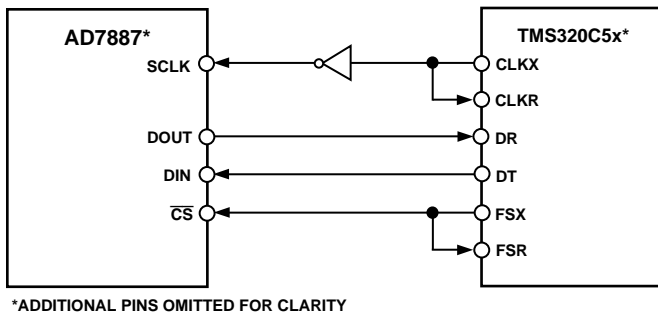 AD7887*
TMS320C5x*
SCLK
CLKX
CLKR
DOUT
DR
DIN
DT
CS
FSX
FSR
*ADDITIONAL PINS OMITTED FOR CLARITY